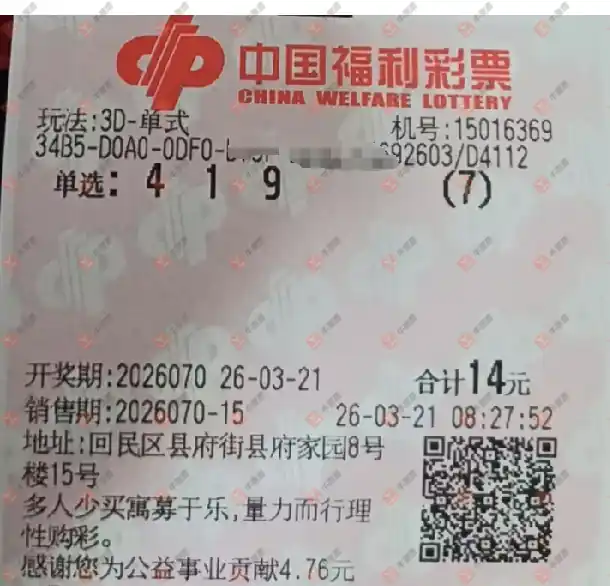 中国福利彩票
CHINA WELFARE LOTTERY
玩法:3D-单式 机号:15016369
34B5-D0A0-0DF0- 692603/D4112
单选: 4 1 9 (7)
开奖期:2026070 26-03-21 合计14元
销售期:2026070-15 26-03-21 08:27:52
地址:回民区县府街县府家园8号
楼15号
多人少买寓募于乐,量力而行理
性购彩。
感谢您为公益事业贡献4.76元